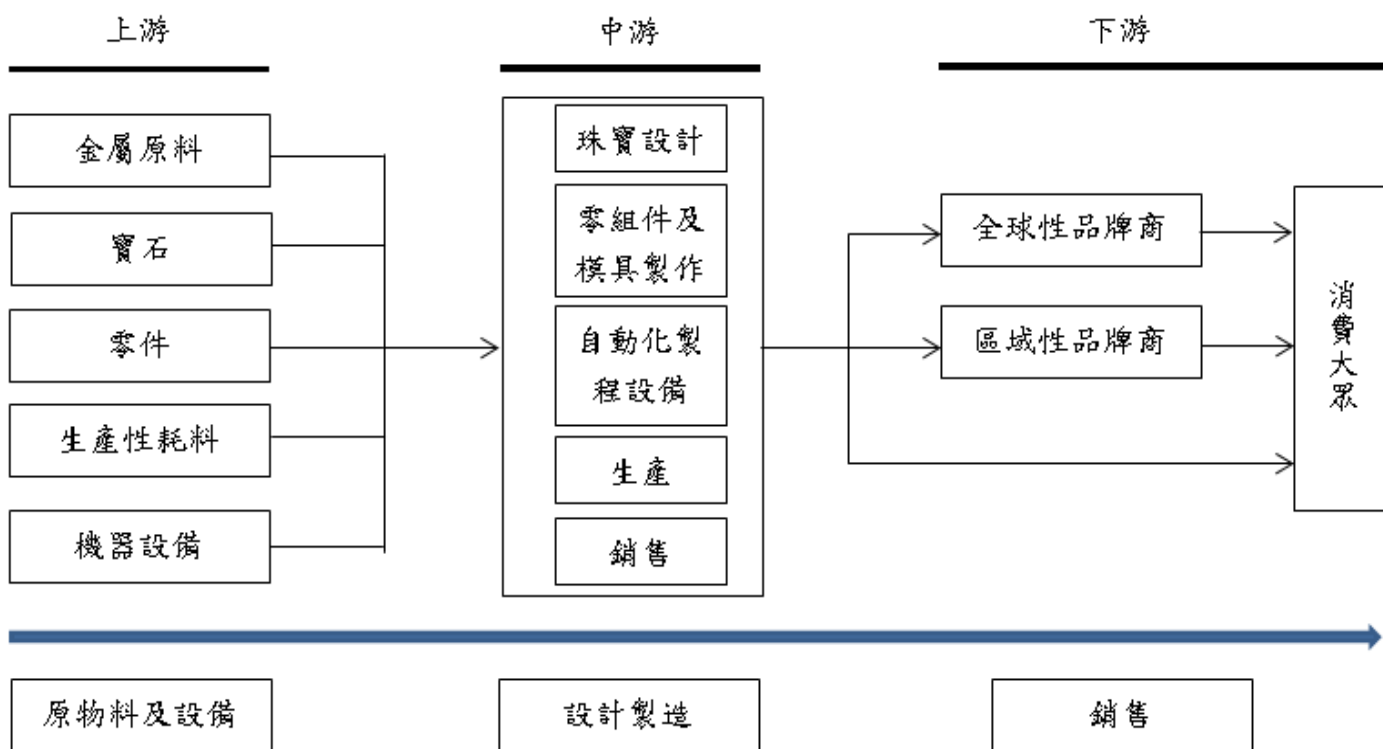 上游
中游
下游
金屬原料
寶石
零件
生產性耗料
機器設備
珠寶設計
零組件及
模具製作
自動化製
程設備
生產
銷售
全球性品牌商
區域性品牌商
消
費
大
眾
原物料及設備
設計製造
銷售